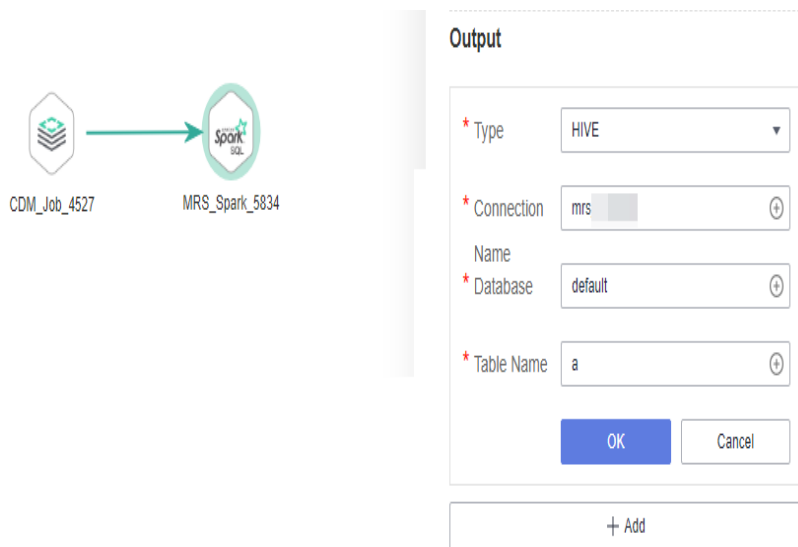 Output
* Type
HIVE
* Connection
Name
mrs
* Database
default
* Table Name
a
OK
Cancel
+ Add
Spark
SQL
CDM_Job_4527
MRS_Spark_5834